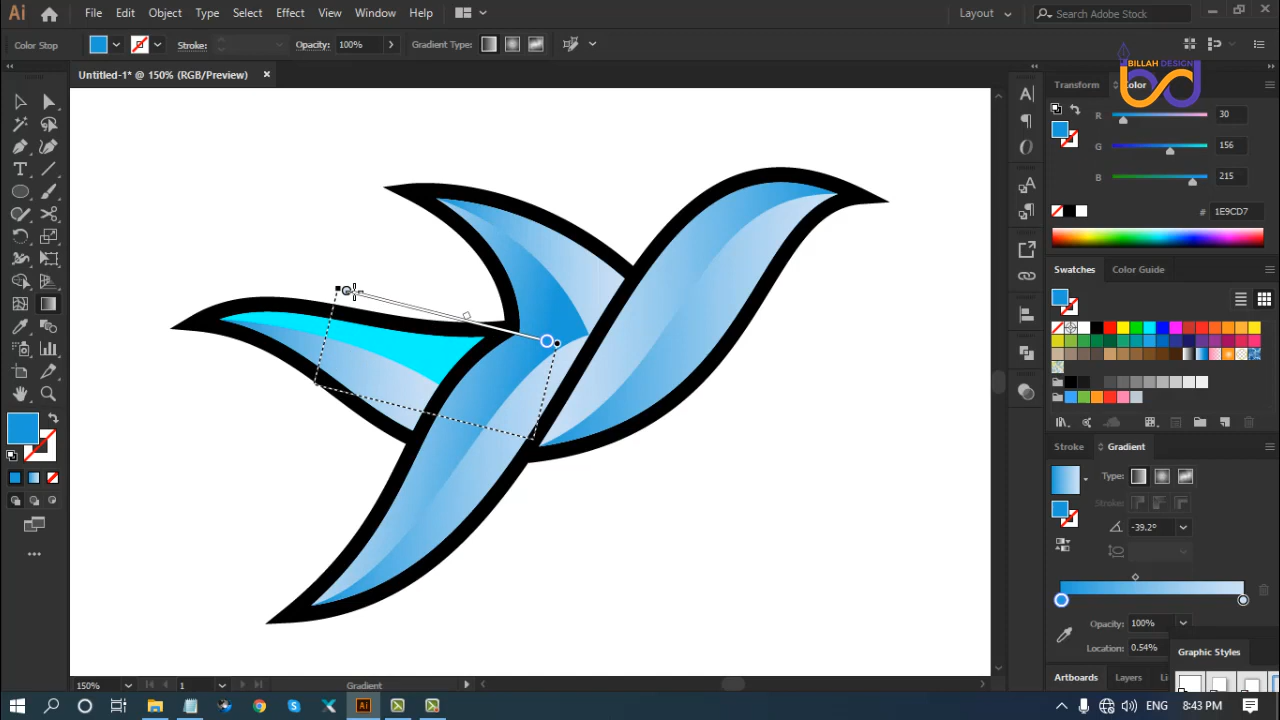 Ai File Edit Object Type Select Effect View Window Help Layout Search Adobe Stock
Color Stop Stroke: Opacity: 100% Gradient Type:
BILLAH DESIGN
Untitled-1* @ 150% (RGB/Preview) ×
Transform Color
R 30
G 156
B 215
# 1E9CD7
Swatches Color Guide
Stroke Gradient
Type:
Stroke:
-39.2°
Opacity: 100%
Location: 0.54%
Graphic Styles
Artboards Layers Li
150% 1 Gradient
Ai ENG 8:43 PM